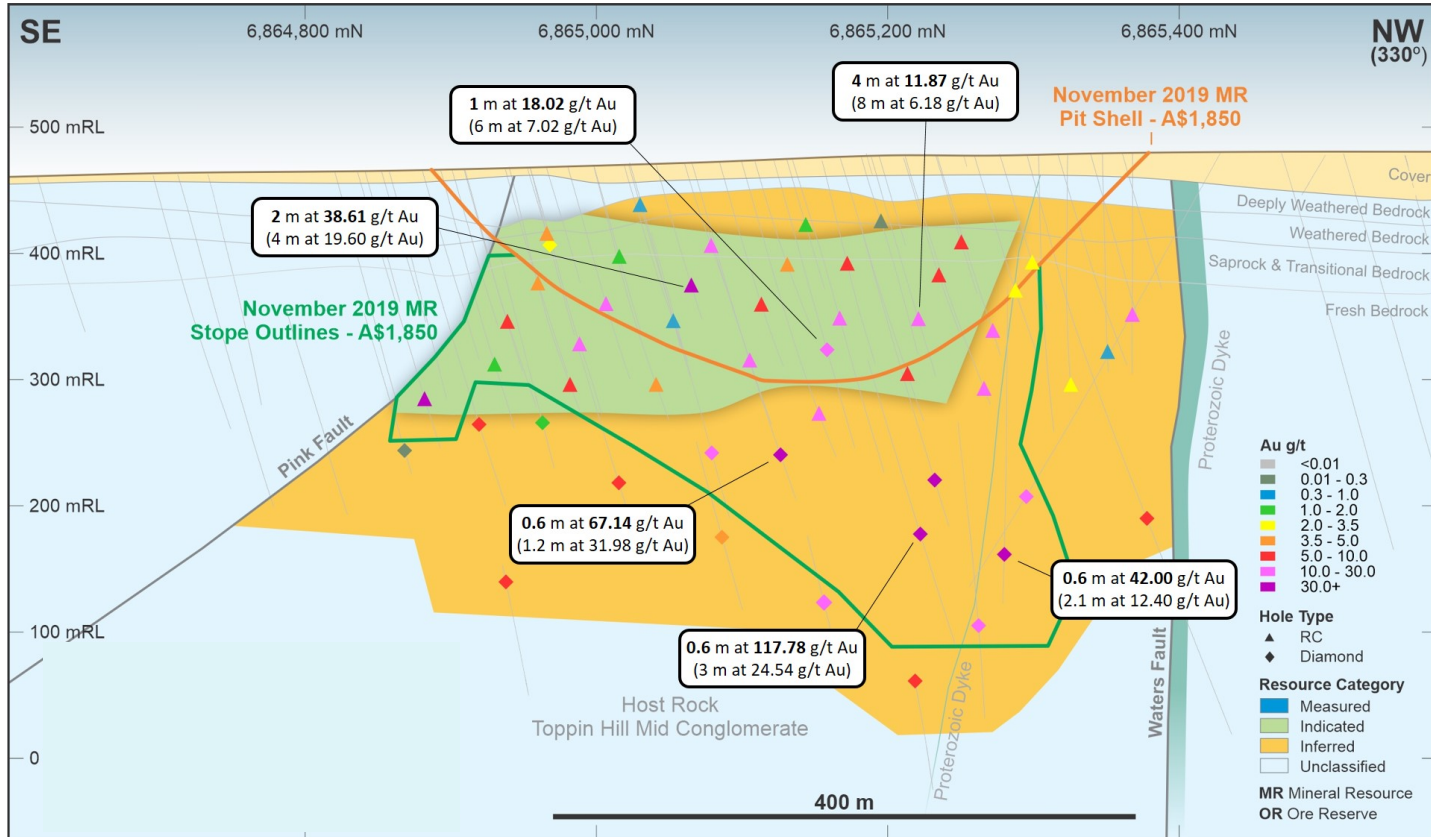 SE
6,864,800 mN
6,865,000 mN
6,865,200 mN
6,865,400 mN
NW
(330°)
4 m at 11.87 g/t Au
(8 m at 6.18 g/t Au)
1 m at 18.02 g/t Au
(6 m at 7.02 g/t Au)
November 2019 MR
Pit Shell - A$1,850
500 mRL
Cover
Deeply Weathered Bedrock
Weathered Bedrock
Saprock & Transitional Bedrock
Fresh Bedrock
2 m at 38.61 g/t Au
(4 m at 19.60 g/t Au)
400 mRL
November 2019 MR
Stope Outlines - A$1,850
300 mRL
Pink Fault
Proterozoic Dyke
200 mRL
0.6 m at 67.14 g/t Au
(1.2 m at 31.98 g/t Au)
0.6 m at 42.00 g/t Au
(2.1 m at 12.40 g/t Au)
100 mRL
0.6 m at 117.78 g/t Au
(3 m at 24.54 g/t Au)
Proterozoic Dyke
Waters Fault
Host Rock
Toppin Hill Mid Conglomerate
0
400 m
Au g/t
<0.01
0.01 - 0.3
0.3 - 1.0
1.0 - 2.0
2.0 - 3.5
3.5 - 5.0
5.0 - 10.0
10.0 - 30.0
30.0+
Hole Type
RC
Diamond
Resource Category
Measured
Indicated
Inferred
Unclassified
MR Mineral Resource
OR Ore Reserve